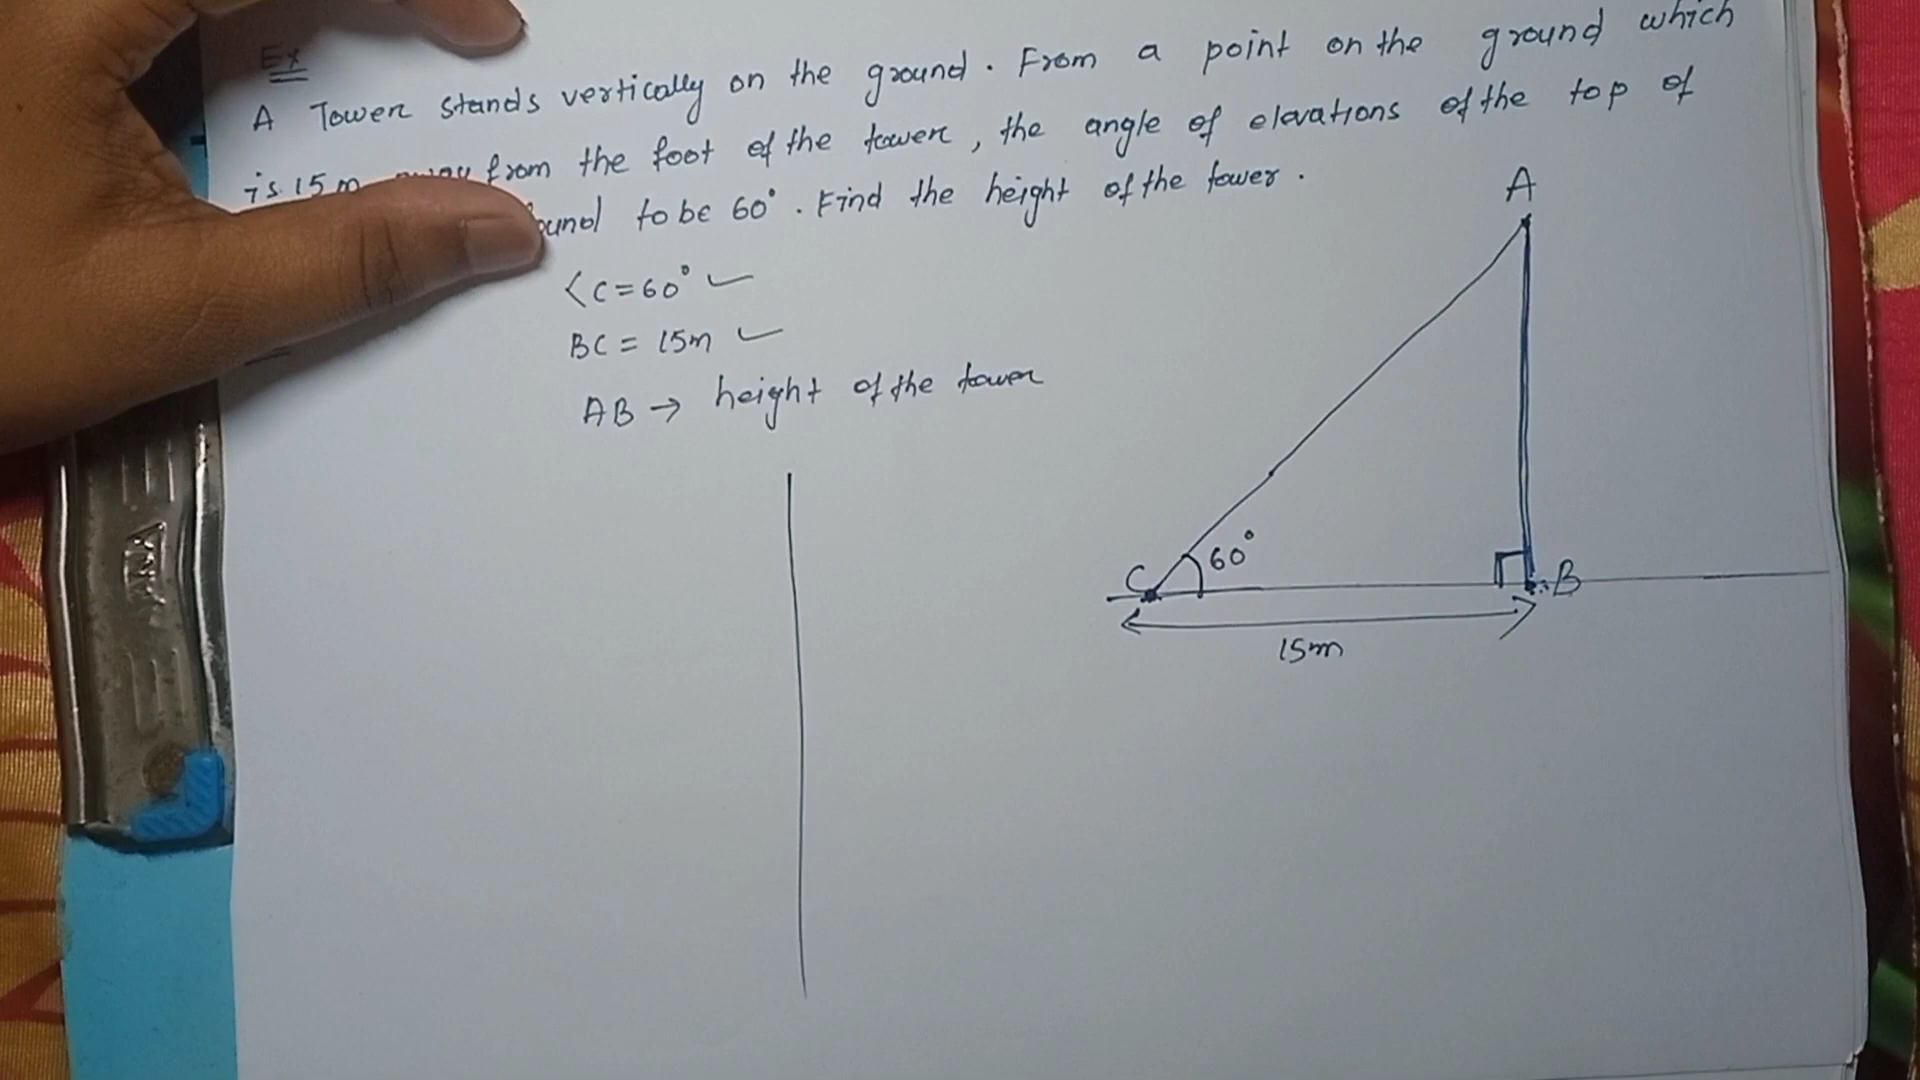 Ex
A Tower stands vertically on the ground. From a point on the ground which
is 15m away from the foot of the tower, the angle of elevations of the top of
to be 60°. Find the height of the tower.
<C=60°
BC = 15m
AB → height of the tower
A
60°
C
B
15m